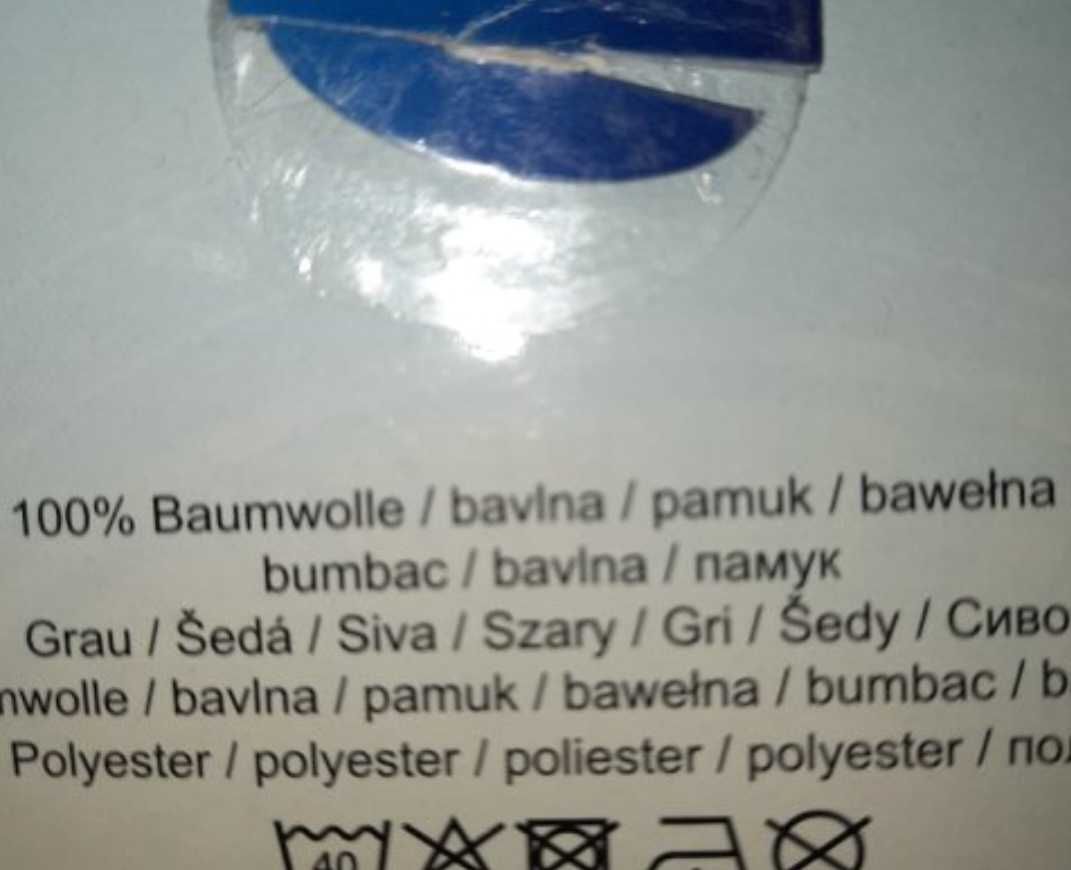 100% Baumwolle / bavlna / pamuk / bawełna
bumbac / bavlna / памук
Grau / Šedá / Siva / Szary / Gri / Šedy / Сиво
/ bavlna / pamuk / bawełna / bumbac /
Polyester / polyester / poliester / polyester /
40